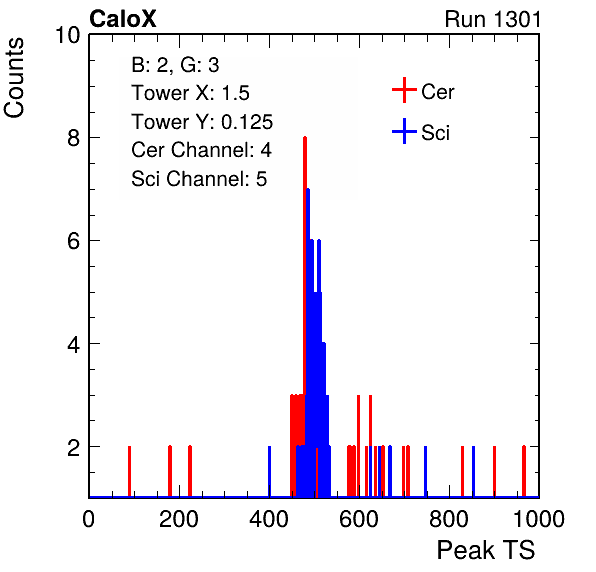 CaloX Run 1301
Counts
10
8
6
4
2
B: 2, G: 3
Tower X: 1.5
Tower Y: 0.125
Cer Channel: 4
Sci Channel: 5
Cer
Sci
0 200 400 600 800 1000
Peak TS